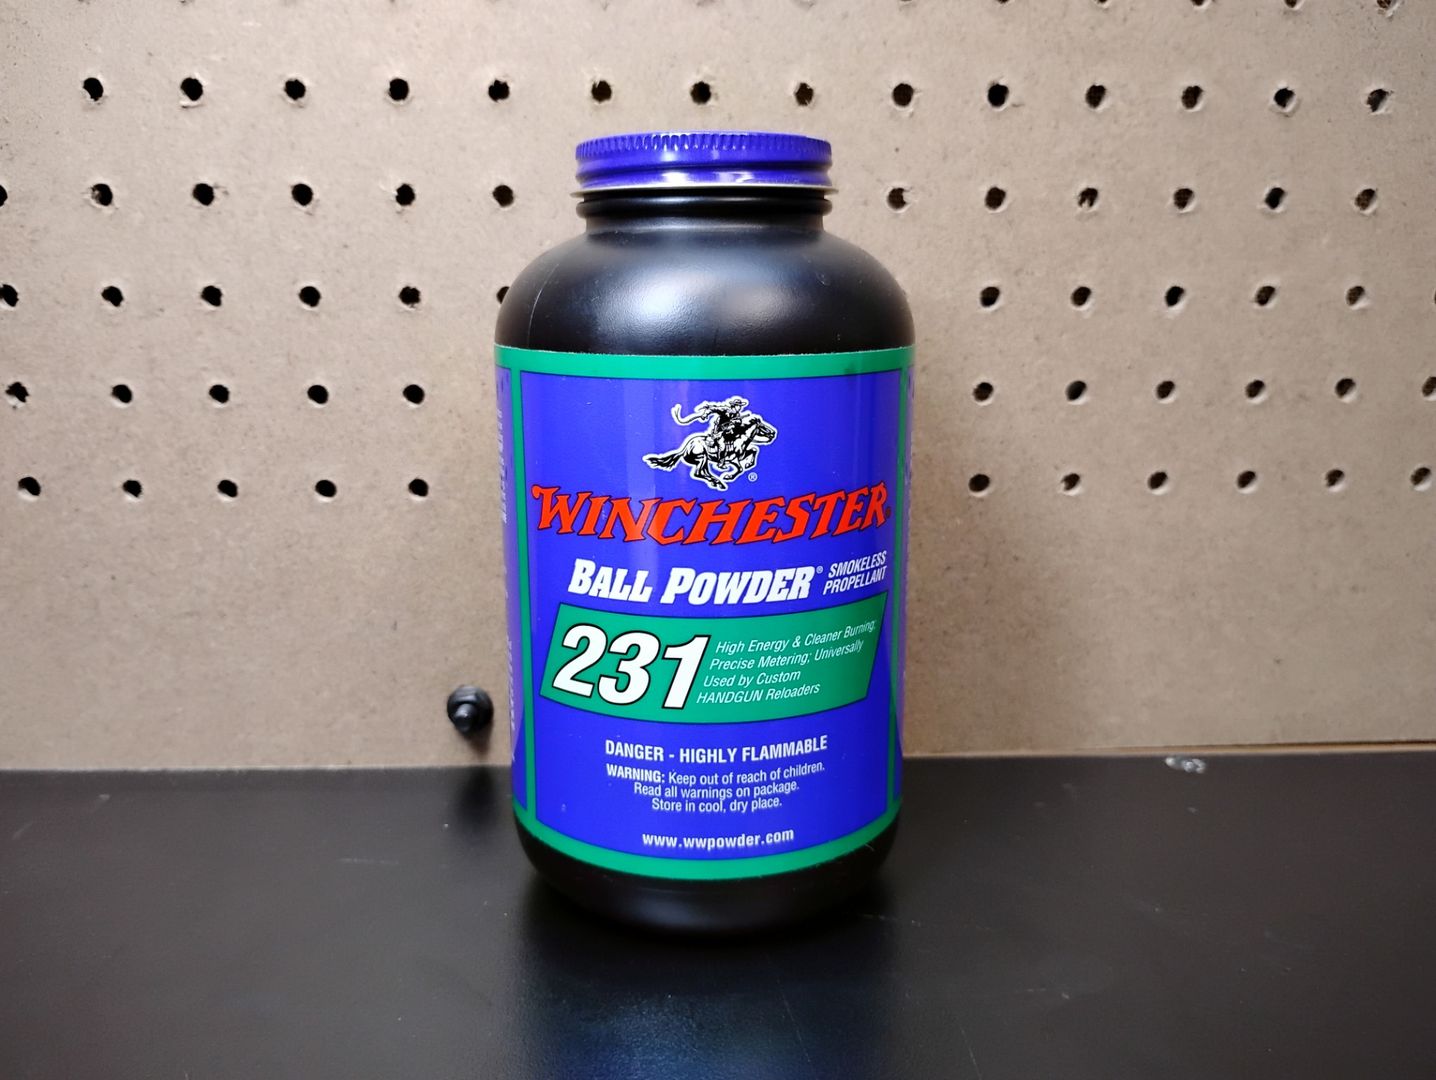 WINCHESTER®
BALL POWDER® SMOKELESS
PROPELLANT
231
High Energy & Cleaner Burning;
Precise Metering; Universally
Used by Custom
HANDGUN Reloaders
DANGER - HIGHLY FLAMMABLE
WARNING: Keep out of reach of children.
Read all warnings on package.
Store in cool, dry place.
www.wwpowder.com